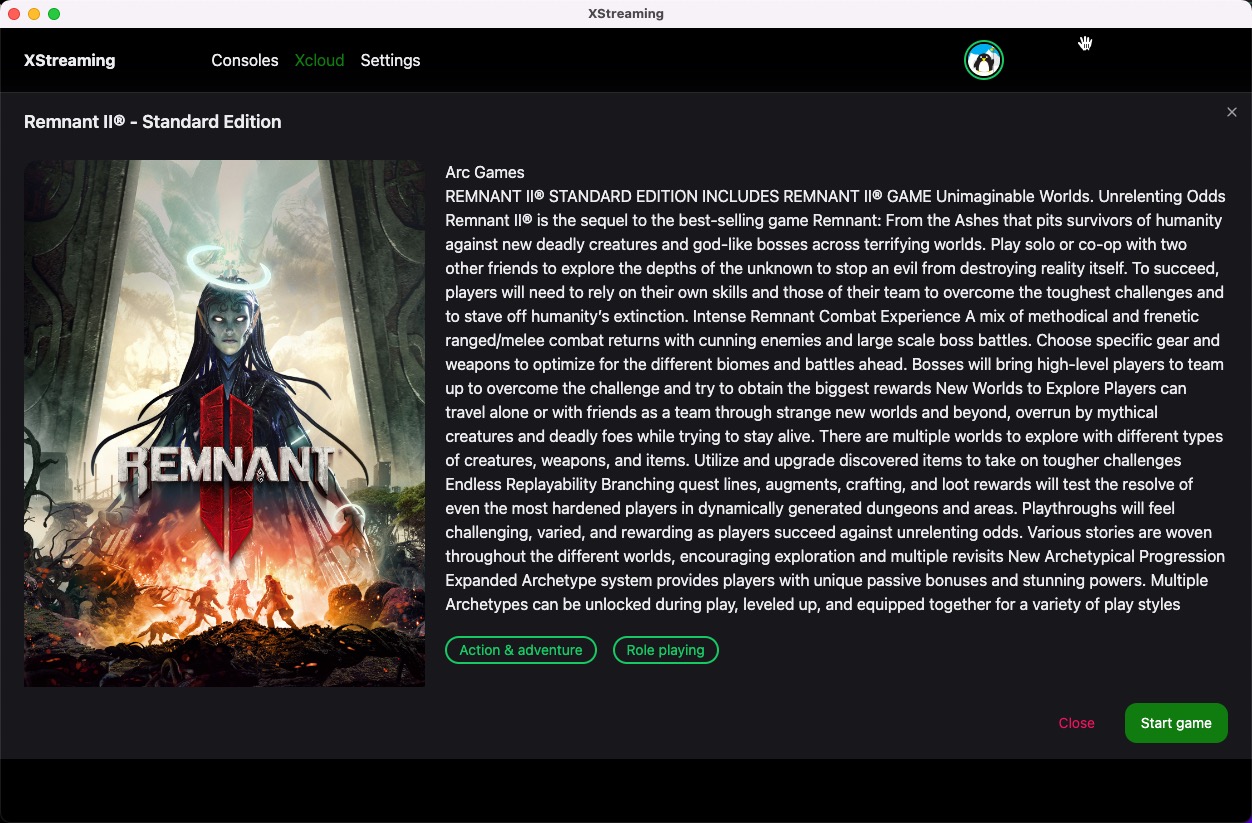 XStreaming
XStreaming
Consoles
Xcloud
Settings
Remnant II® - Standard Edition
Arc Games
REMNANT II® STANDARD EDITION INCLUDES REMNANT II® GAME Unimaginable Worlds. Unrelenting Odds
Remnant II® is the sequel to the best-selling game Remnant: From the Ashes that pits survivors of humanity
against new deadly creatures and god-like bosses across terrifying worlds. Play solo or co-op with two
other friends to explore the depths of the unknown to stop an evil from destroying reality itself. To succeed,
players will need to rely on their own skills and those of their team to overcome the toughest challenges and
to stave off humanity’s extinction. Intense Remnant Combat Experience A mix of methodical and frenetic
ranged/melee combat returns with cunning enemies and large scale boss battles. Choose specific gear and
weapons to optimize for the different biomes and battles ahead. Bosses will bring high-level players to team
up to overcome the challenge and try to obtain the biggest rewards New Worlds to Explore Players can
travel alone or with friends as a team through strange new worlds and beyond, overrun by mythical
creatures and deadly foes while trying to stay alive. There are multiple worlds to explore with different types
of creatures, weapons, and items. Utilize and upgrade discovered items to take on tougher challenges
Endless Replayability Branching quest lines, augments, crafting, and loot rewards will test the resolve of
even the most hardened players in dynamically generated dungeons and areas. Playthroughs will feel
challenging, varied, and rewarding as players succeed against unrelenting odds. Various stories are woven
throughout the different worlds, encouraging exploration and multiple revisits New Archetypical Progression
Expanded Archetype system provides players with unique passive bonuses and stunning powers. Multiple
Archetypes can be unlocked during play, leveled up, and equipped together for a variety of play styles
REMNANT
II
Action & adventure
Role playing
Close
Start game